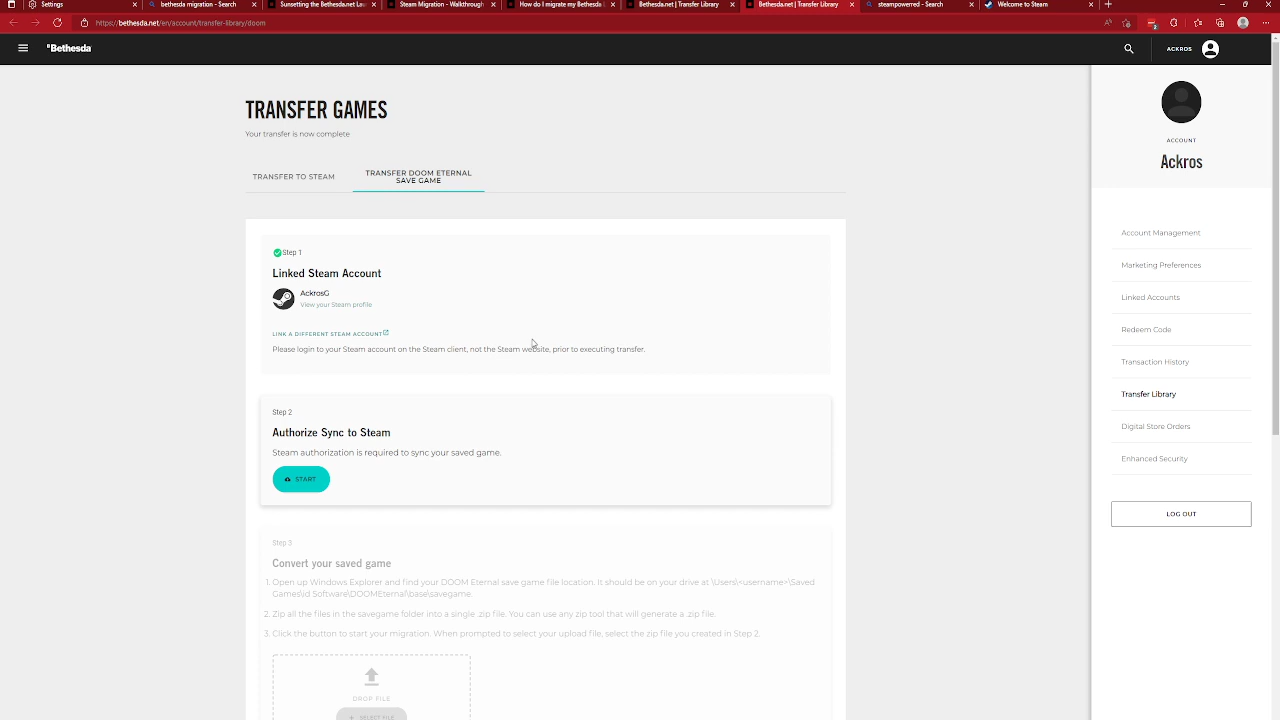 Settings
bethesda migration - Search
Sunsetting the Bethesda.net Lau
Steam Migration - Walkthrough
How do I migrate my Bethesda
Bethesda.net | Transfer Library
Bethesda.net | Transfer Library
steampowered - Search
Welcome to Steam
https://bethesda.net/en/account/transfer-library/doom
Bethesda
ACKROS
TRANSFER GAMES
Your transfer is now complete
TRANSFER TO STEAM
TRANSFER DOOM ETERNAL
SAVE GAME
Step 1
Linked Steam Account
AckrosG
View your Steam profile
LINK A DIFFERENT STEAM ACCOUNT
Please login to your Steam account on the Steam client, not the Steam website, prior to executing transfer.
Step 2
Authorize Sync to Steam
Steam authorization is required to sync your saved game.
START
Step 3
Convert your saved game
1. Open up Windows Explorer and find your DOOM Eternal save game file location. It should be on your drive at \Users\<username>\Saved
Games\id Software\DOOMEternal\base\savegame.
2. Zip all the files in the savegame folder into a single .zip file. You can use any zip tool that will generate a .zip file.
3. Click the button to start your migration. When prompted to select your upload file, select the zip file you created in Step 2.
DROP FILE
+ SELECT FILE
ACCOUNT
Ackros
Account Management
Marketing Preferences
Linked Accounts
Redeem Code
Transaction History
Transfer Library
Digital Store Orders
Enhanced Security
LOG OUT